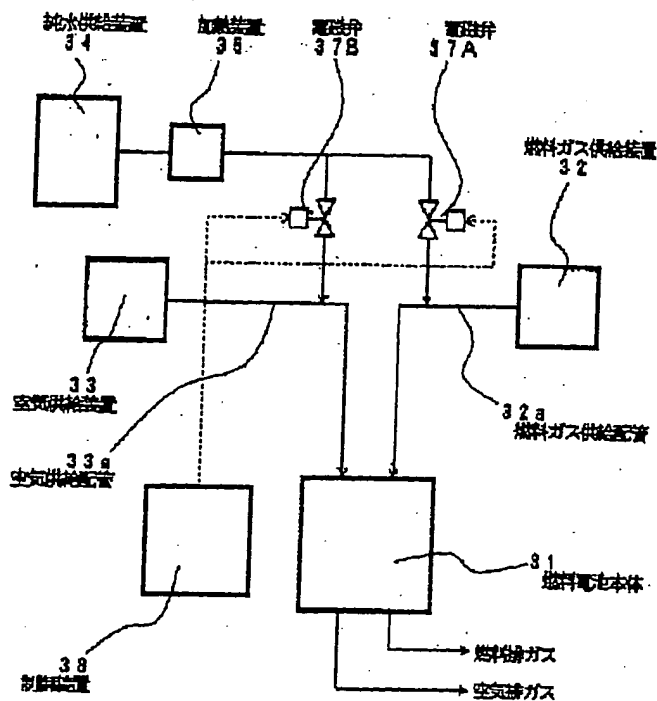 純水供給装置
34
加熱装置
35
電磁弁
37B
電磁弁
37A
燃料ガス供給装置
32
33
空気供給装置
33a
空気供給配管
32a
燃料ガス供給配管
31
燃料電池本体
38
制御装置
燃料排ガス
空気排ガス